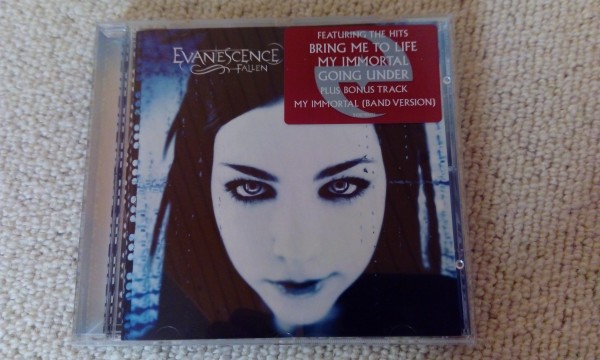 EVANESCENCE
FALLEN
FEATURING THE HITS
BRING ME TO LIFE
MY IMMORTAL
GOING UNDER
PLUS BONUS TRACK
MY IMMORTAL (BAND VERSION)